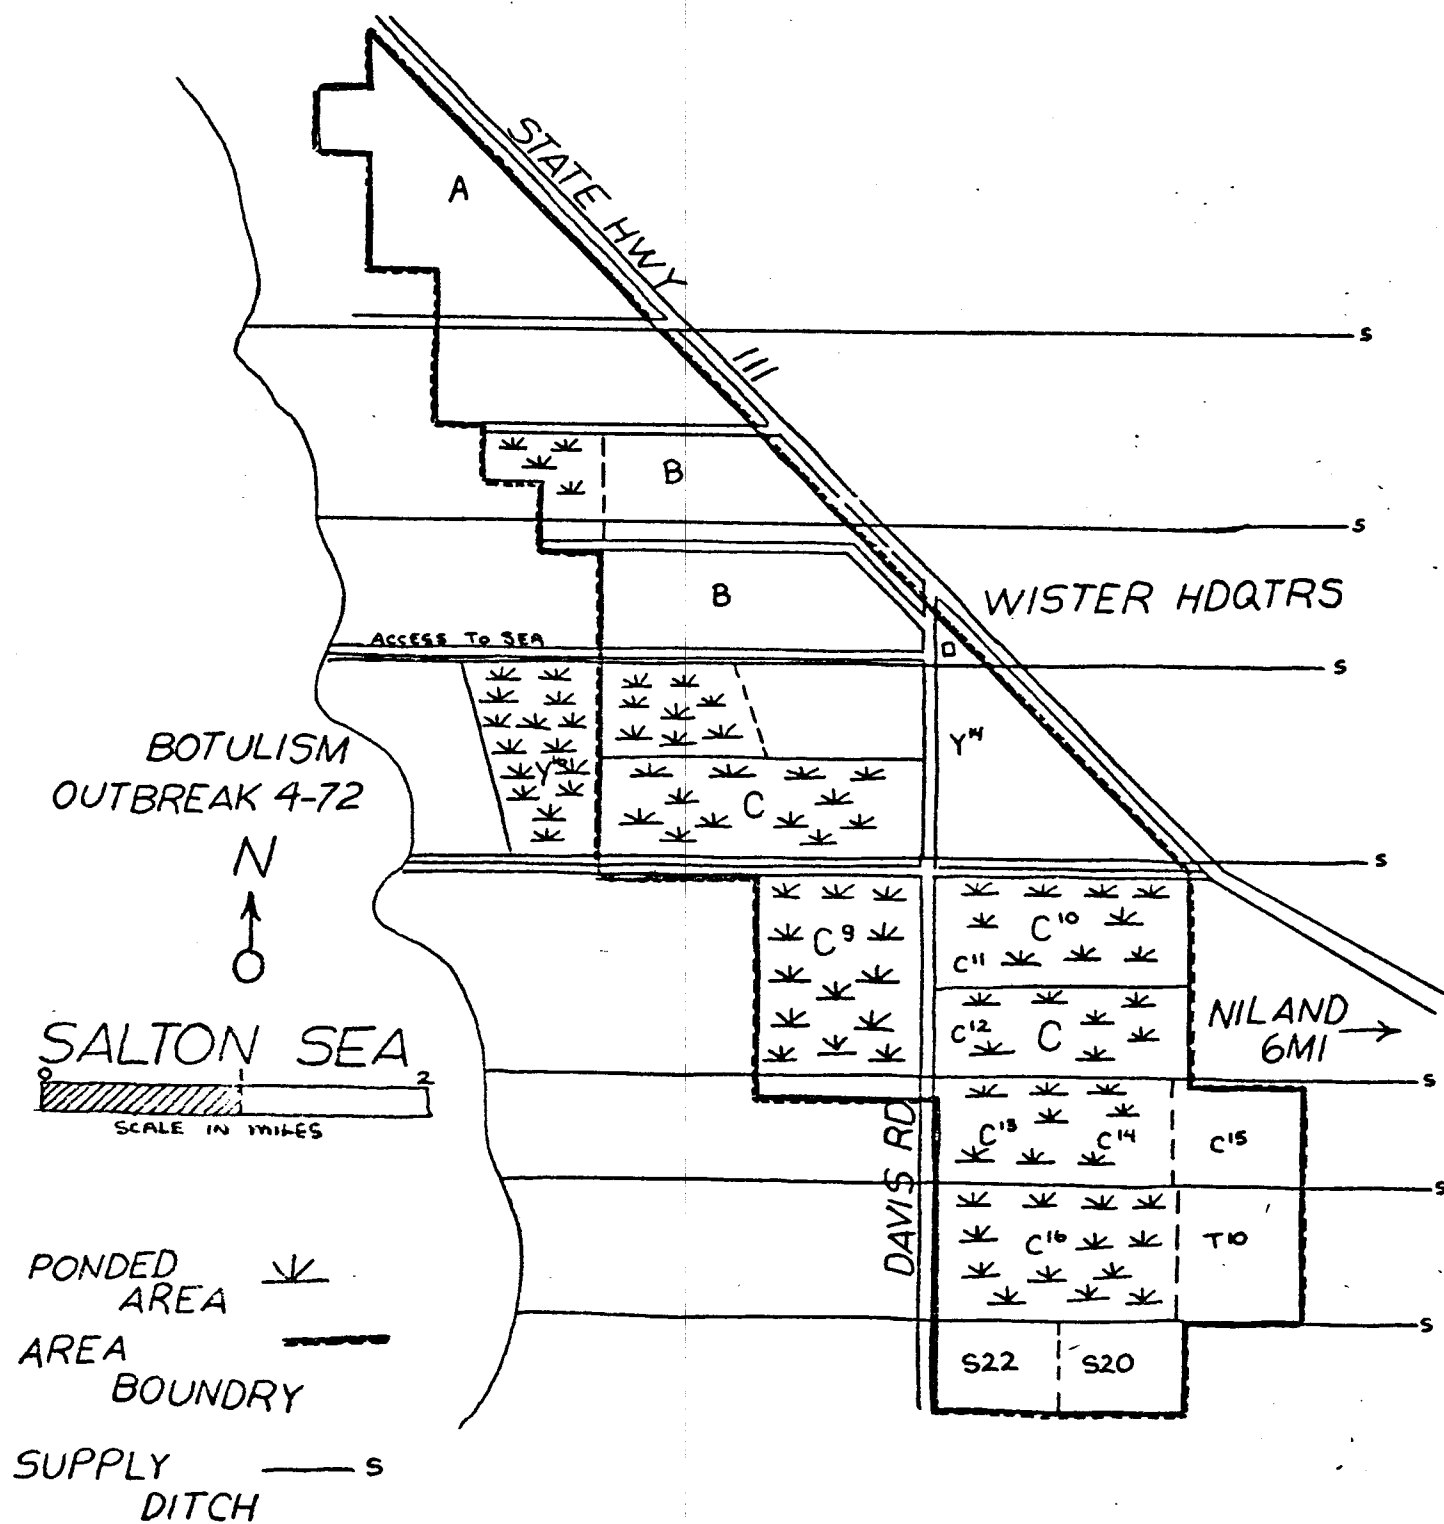 A
STATE HWY
111
S
B
S
B
WISTER HDQTRS
ACCESS TO SEA
S
BOTULISM
OUTBREAK 4-72
Y14
C
N
S
C9
C10
C11
SALTON SEA
C12
C
NILAND
6MI
0 1 2
SCALE IN MILES
S
DAVIS RD
C13
C14
C15
S
C16
T10
PONDED
AREA
S
AREA
BOUNDRY
S22
S20
SUPPLY
DITCH
S